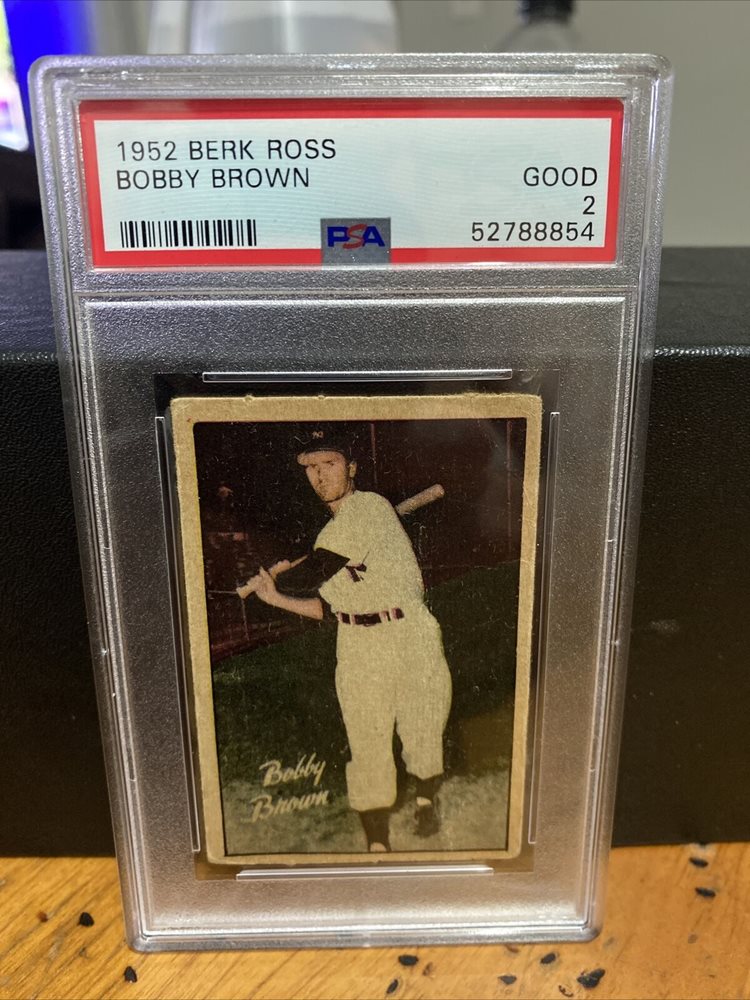 1952 BERK ROSS
BOBBY BROWN
GOOD
2
PSA
52788854
Bobby
Brown